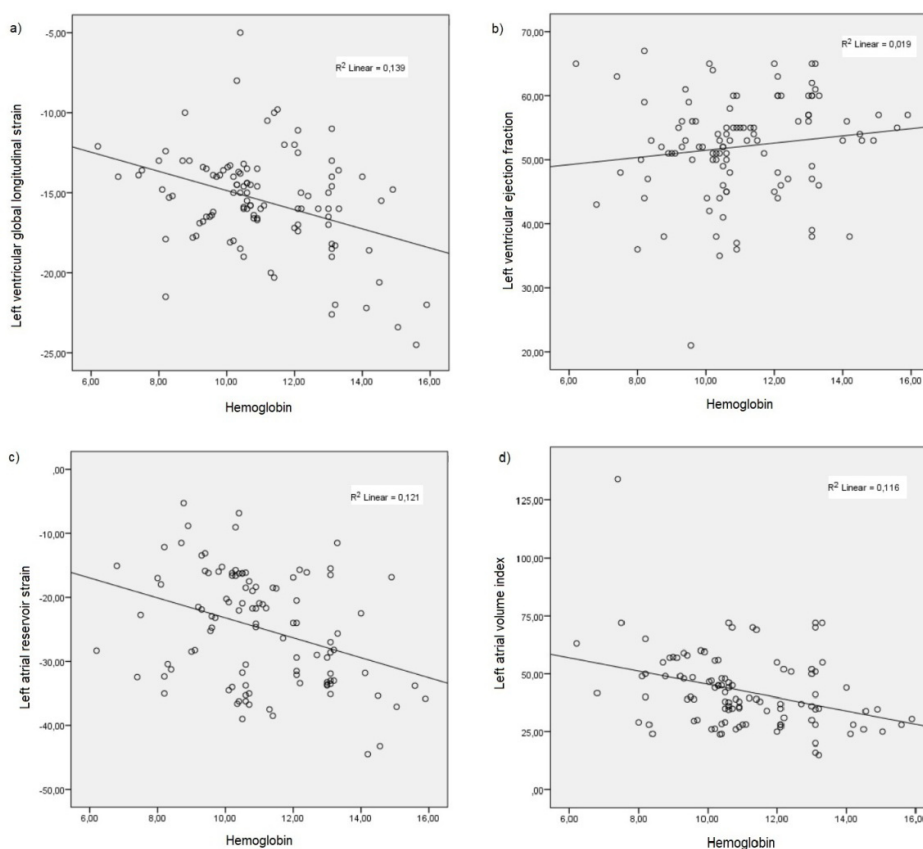 a)
-5,00
-10,00
-15,00
-20,00
-25,00
Left ventricular global longitudinal strain
R² Linear = 0,139
6,00 8,00 10,00 12,00 14,00 16,00
Hemoglobin
b)
70,00
60,00
50,00
40,00
30,00
20,00
Left ventricular ejection fraction
R² Linear = 0,019
6,00 8,00 10,00 12,00 14,00 16,00
Hemoglobin
c)
,00
-10,00
-20,00
-30,00
-40,00
-50,00
Left atrial reservoir strain
R² Linear = 0,121
6,00 8,00 10,00 12,00 14,00 16,00
Hemoglobin
d)
125,00
100,00
75,00
50,00
25,00
,00
Left atrial volume index
R² Linear = 0,116
6,00 8,00 10,00 12,00 14,00 16,00
Hemoglobin